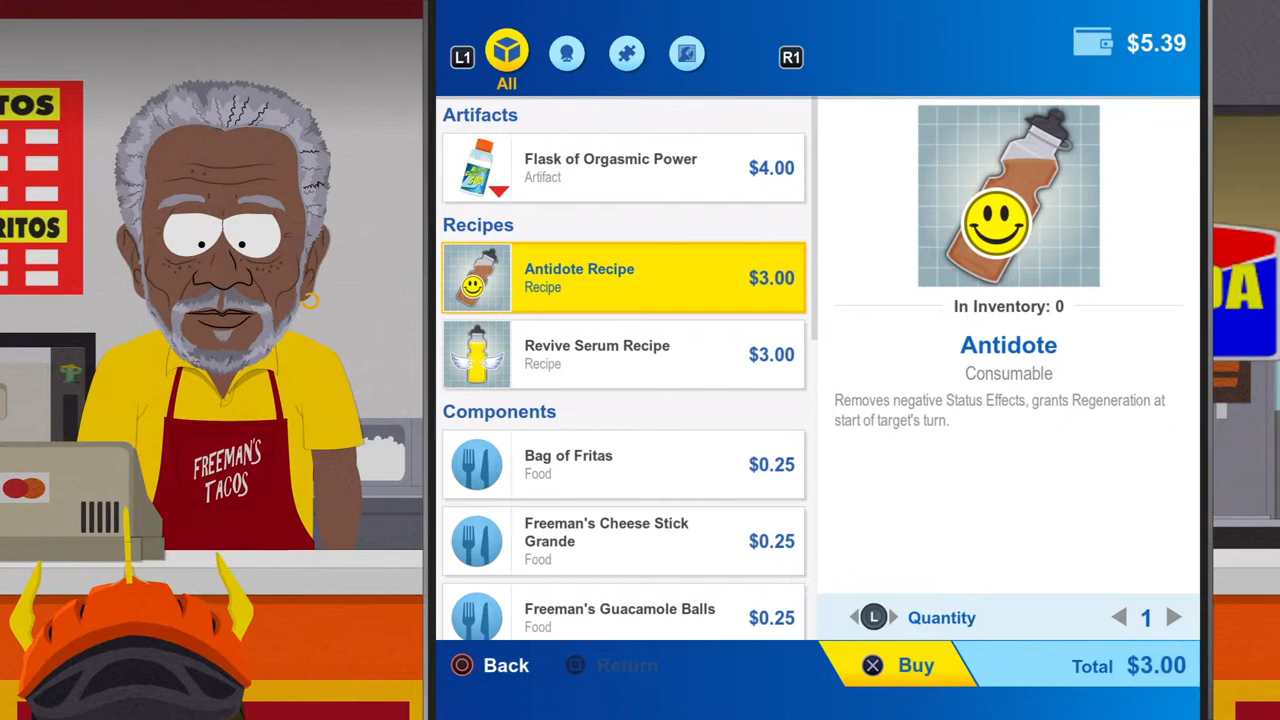 L1
R1
$5.39
All
TOS
RITOS
FREEMAN'S
TACOS
Artifacts
Flask of Orgasmic Power
Artifact
$4.00
Recipes
Antidote Recipe
Recipe
$3.00
Revive Serum Recipe
Recipe
$3.00
Components
Bag of Fritas
Food
$0.25
Freeman's Cheese Stick
Grande
Food
$0.25
Freeman's Guacamole Balls
Food
$0.25
In Inventory: 0
Antidote
Consumable
Removes negative Status Effects, grants Regeneration at
start of target's turn.
L
Quantity
1
Back
Return
Buy
Total $3.00
DA